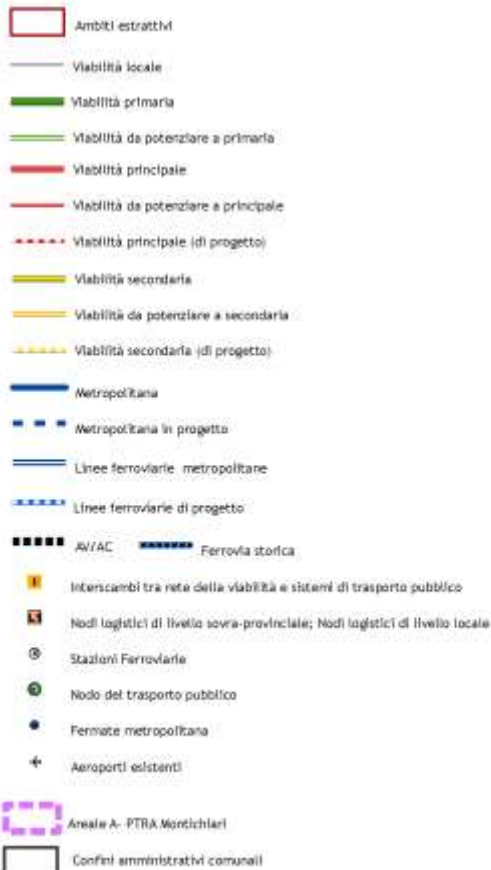 Ambiti estrattivi
Viabilità locale
Viabilità primaria
Viabilità da potenziare a primaria
Viabilità principale
Viabilità da potenziare a principale
Viabilità principale (di progetto)
Viabilità secondaria
Viabilità da potenziare a secondaria
Viabilità secondaria (di progetto)
Metropolitana
Metropolitana in progetto
Linee ferroviarie metropolitane
Linee ferroviarie di progetto
AV/AC Ferrovia storica
Interscambi tra rete della viabilità e sistemi di trasporto pubblico
Nodi logistici di livello sovra-provinciale; Nodi logistici di livello locale
Stazioni Ferroviarie
Nodo del trasporto pubblico
Fermate metropolitana
Aeroporti esistenti
Areale A- PTRA Montichiari
Confini amministrativi comunali